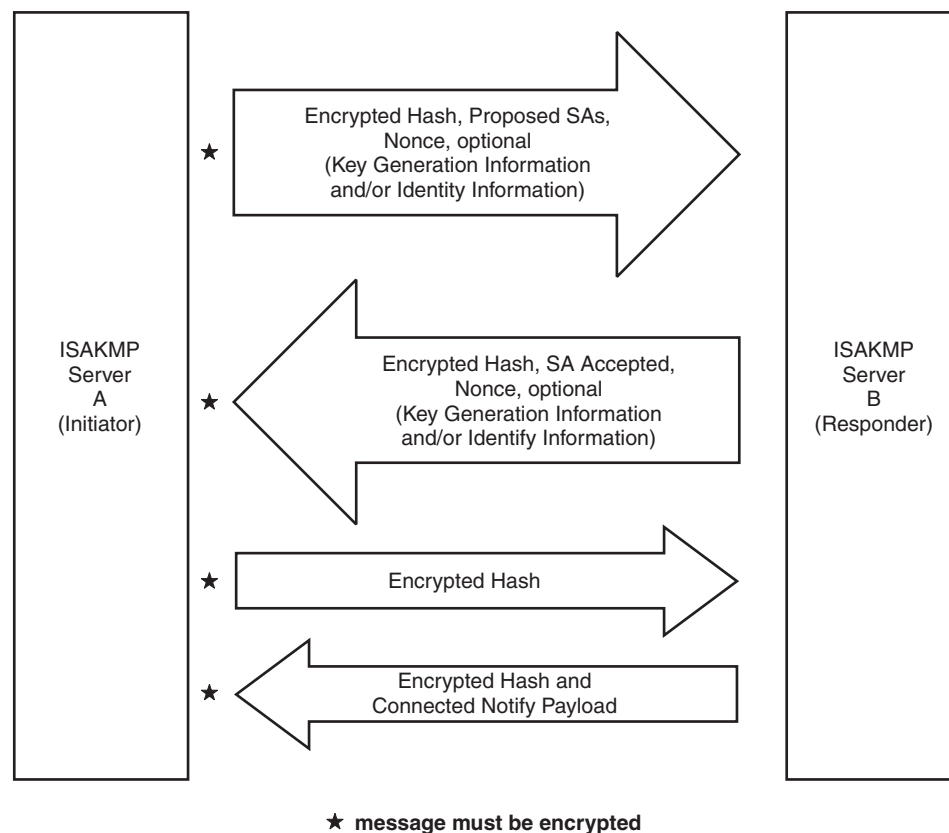 Encrypted Hash, Proposed SAs,
Nonce, optional
(Key Generation Information
and/or Identity Information)
ISAKMP
Server
A
(Initiator)
Encrypted Hash, SA Accepted,
Nonce, optional
(Key Generation Information
and/or Identify Information)
ISAKMP
Server
B
(Responder)
Encrypted Hash
Encrypted Hash and
Connected Notify Payload
★ message must be encrypted